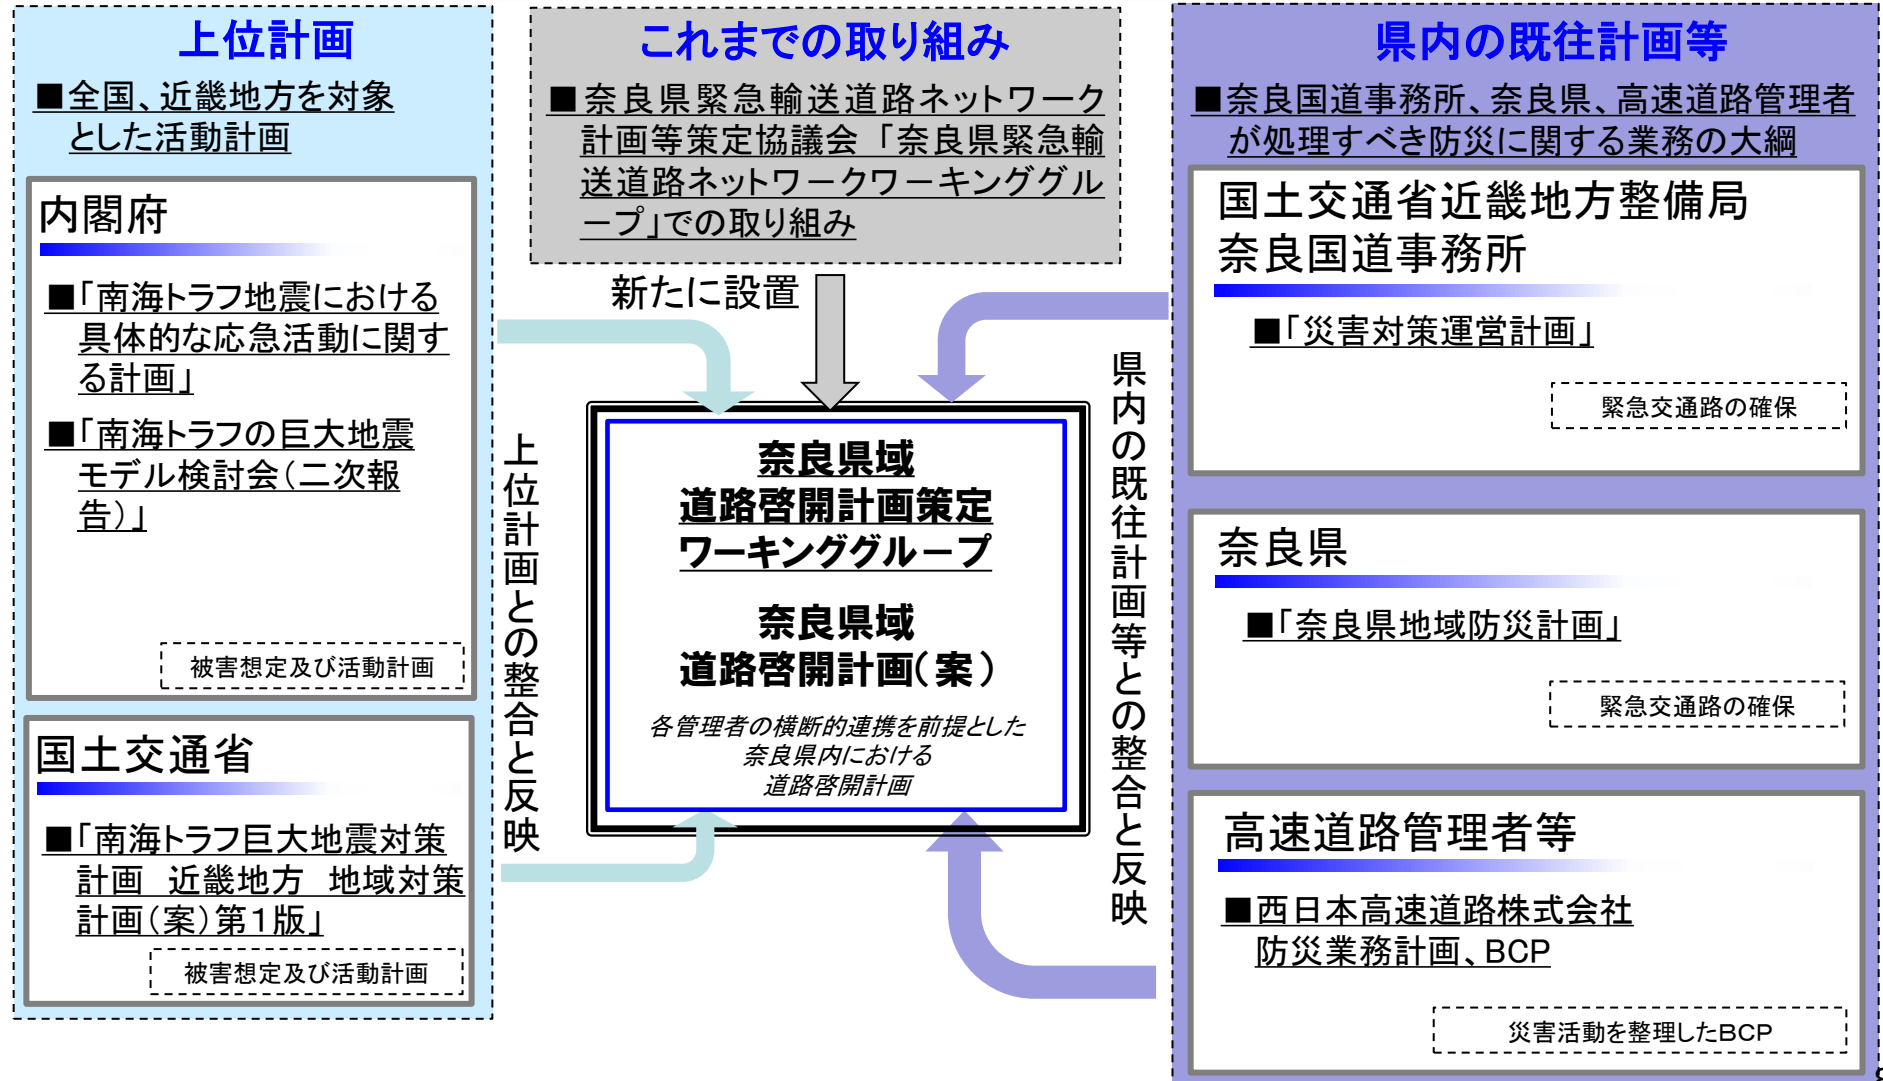 上位計画
■全国、近畿地方を対象
とした活動計画
内閣府
■「南海トラフ地震における
具体的な応急活動に関す
る計画」
■「南海トラフの巨大地震
モデル検討会(二次報
告)」
被害想定及び活動計画
国土交通省
■「南海トラフ巨大地震対策
計画　近畿地方　地域対策
計画(案)第1版」
被害想定及び活動計画
これまでの取り組み
■奈良県緊急輸送道路ネットワーク
計画等策定協議会「奈良県緊急輸
送道路ネットワークワーキンググル
ープ」での取り組み
新たに設置
上位計画との整合と反映
奈良県域
道路啓開計画策定
ワーキンググループ
奈良県域
道路啓開計画(案)
各管理者の横断的連携を前提とした
奈良県内における
道路啓開計画
県内の既往計画等との整合と反映
県内の既往計画等
■奈良国道事務所、奈良県、高速道路管理者
が処理すべき防災に関する業務の大綱
国土交通省近畿地方整備局
奈良国道事務所
■「災害対策運営計画」
緊急交通路の確保
奈良県
■「奈良県地域防災計画」
緊急交通路の確保
高速道路管理者等
■西日本高速道路株式会社
防災業務計画、BCP
災害活動を整理したBCP